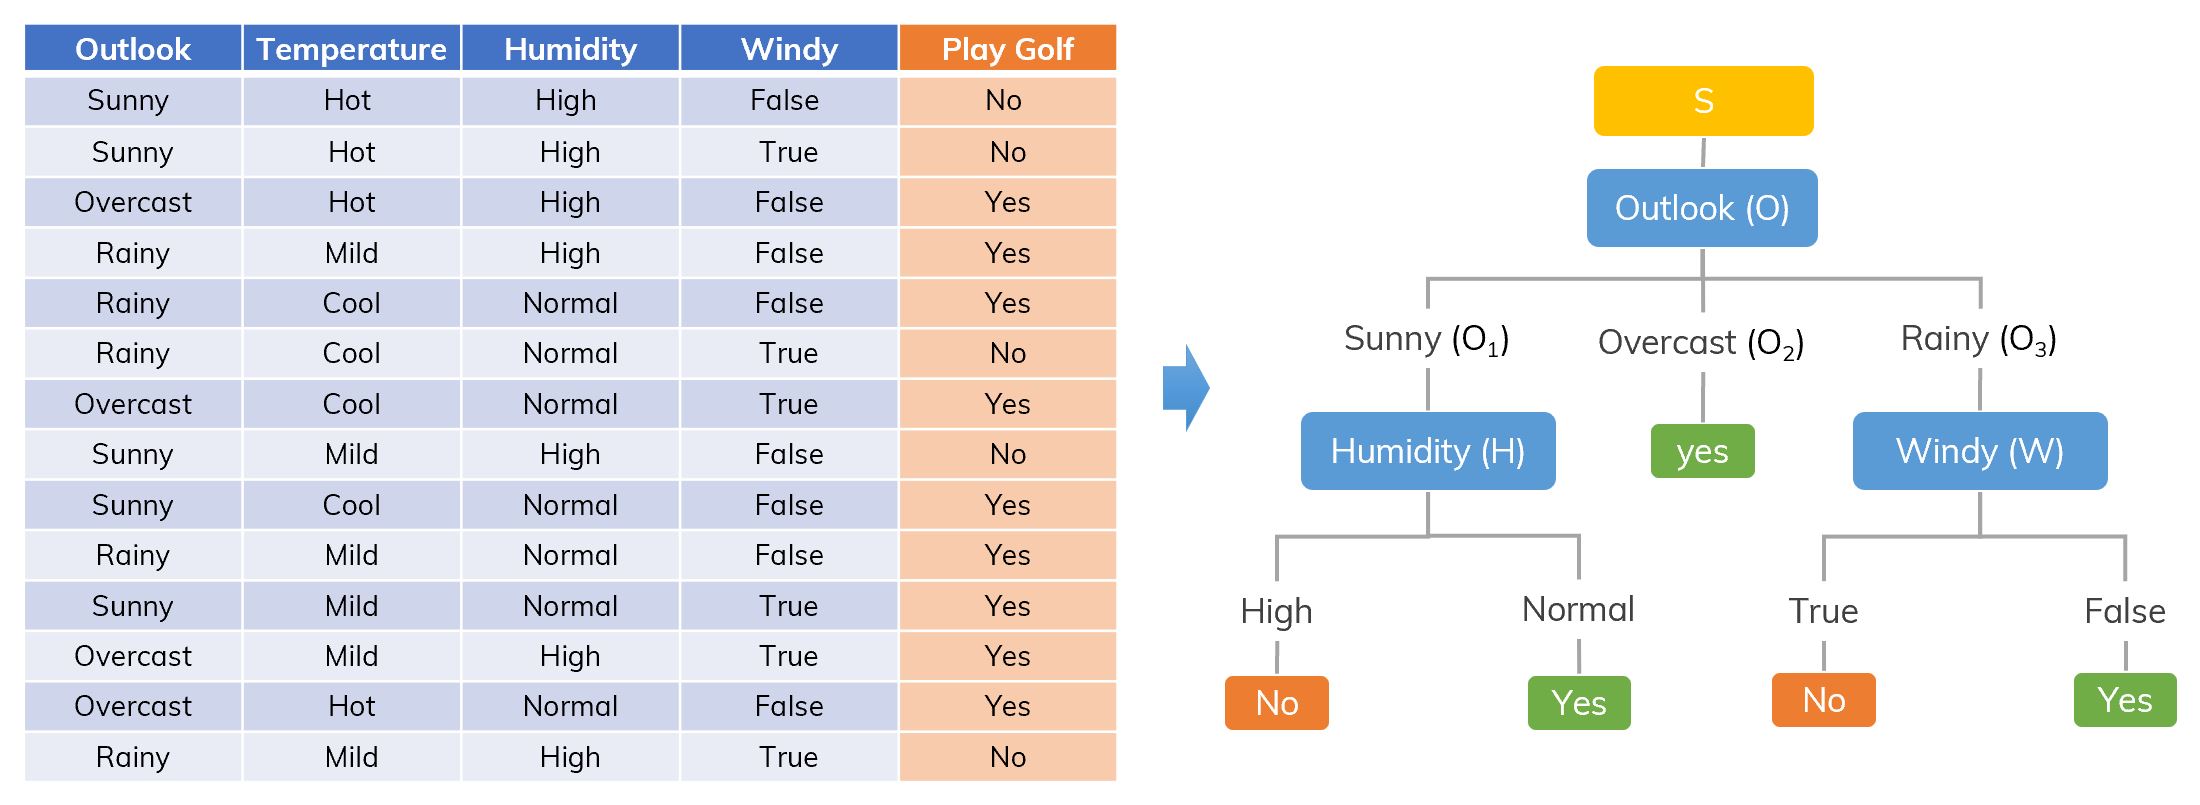 Outlook Temperature Humidity Windy Play Golf
Sunny Hot High False No
Sunny Hot High True No
Overcast Hot High False Yes
Rainy Mild High False Yes
Rainy Cool Normal False Yes
Rainy Cool Normal True No
Overcast Cool Normal True Yes
Sunny Mild High False No
Sunny Cool Normal False Yes
Rainy Mild Normal False Yes
Sunny Mild Normal True Yes
Overcast Mild High True Yes
Overcast Hot Normal False Yes
Rainy Mild High True No
S
Outlook (O)
Sunny (O₁) Overcast (O₂) Rainy (O₃)
Humidity (H) yes Windy (W)
High Normal True False
No Yes No Yes